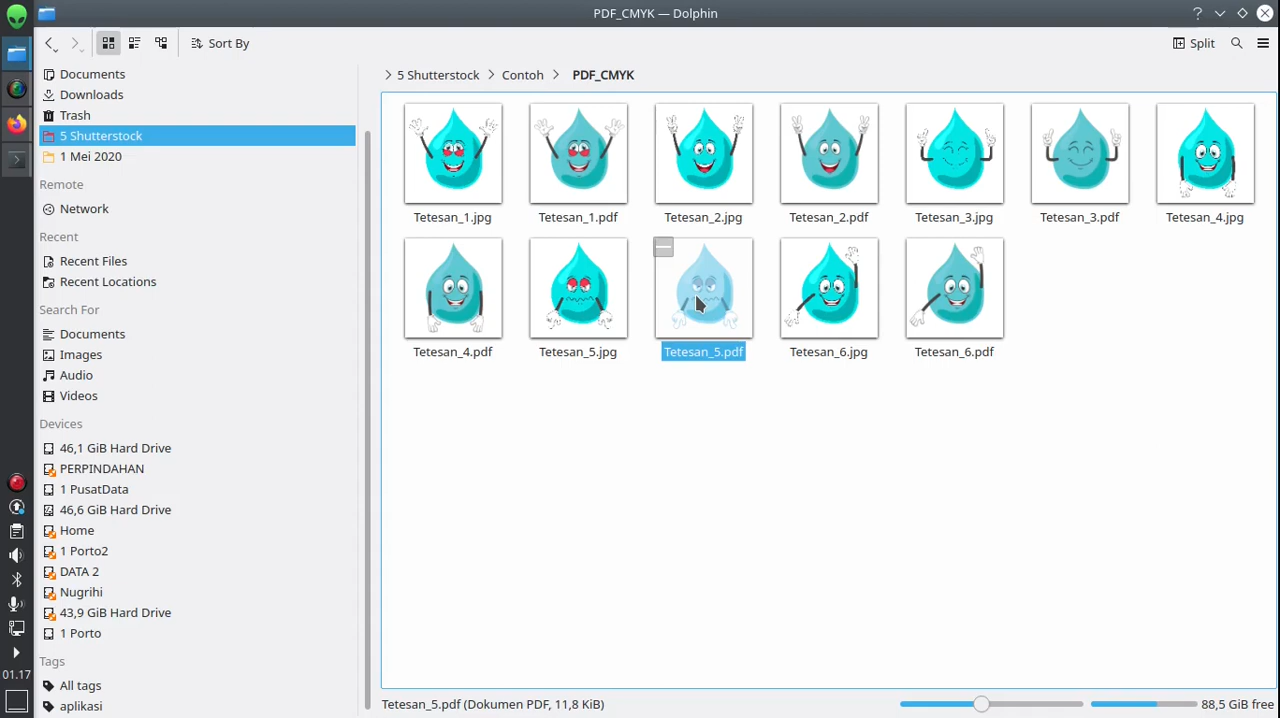 PDF_CMYK — Dolphin
Sort By
Split
Documents
Downloads
Trash
5 Shutterstock
1 Mei 2020
Remote
Network
Recent
Recent Files
Recent Locations
Search For
Documents
Images
Audio
Videos
Devices
46,1 GiB Hard Drive
PERPINDAHAN
1 PusatData
46,6 GiB Hard Drive
Home
1 Porto2
DATA 2
Nugrihi
43,9 GiB Hard Drive
1 Porto
Tags
All tags
aplikasi
01.17
5 Shutterstock > Contoh > PDF_CMYK
Tetesan_1.jpg Tetesan_1.pdf Tetesan_2.jpg Tetesan_2.pdf Tetesan_3.jpg Tetesan_3.pdf Tetesan_4.jpg
Tetesan_4.pdf Tetesan_5.jpg Tetesan_5.pdf Tetesan_6.jpg Tetesan_6.pdf
Tetesan_5.pdf (Dokumen PDF, 11,8 KiB)
88,5 GiB free